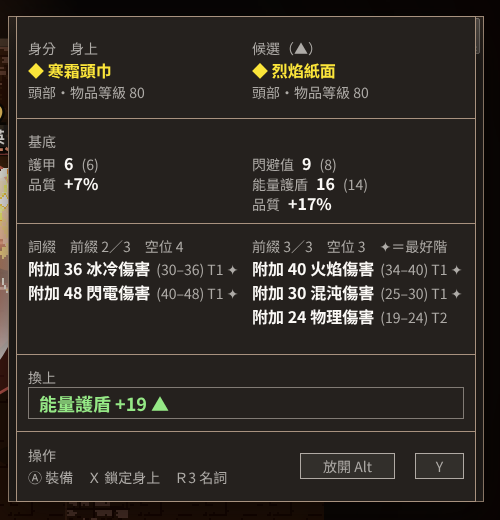 身分　身上
◆ 寒霜頭巾
頭部・物品等級 80
候選（▲）
◆ 烈焰紙面
頭部・物品等級 80
基底
護甲 6 (6)
品質 +7%
閃避值 9 (8)
能量護盾 16 (14)
品質 +17%
詞綴　前綴 2／3　空位 4
附加 36 冰冷傷害 (30–36) T1 ✦
附加 48 閃電傷害 (40–48) T1 ✦
前綴 3／3　空位 3　✦＝最好階
附加 40 火焰傷害 (34–40) T1 ✦
附加 30 混沌傷害 (25–30) T1 ✦
附加 24 物理傷害 (19–24) T2
換上
能量護盾 +19 ▲
操作
Ⓐ 裝備　X 鎖定身上　R3 名詞
放開 Alt
Y